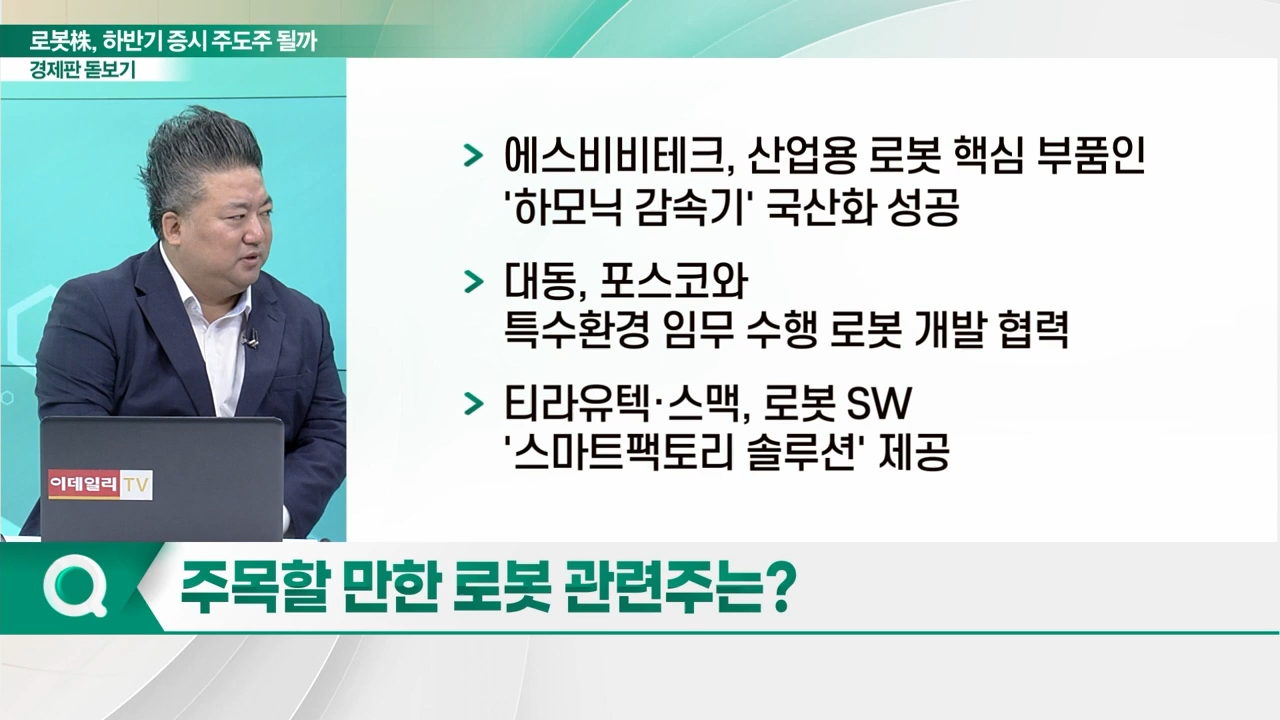 로봇株, 하반기 증시 주도주 될까
경제판 돋보기
> 에스비비테크, 산업용 로봇 핵심 부품인
'하모닉 감속기' 국산화 성공
> 대동, 포스코와
특수환경 임무 수행 로봇 개발 협력
> 티라유텍·스맥, 로봇 SW
'스마트팩토리 솔루션' 제공
이데일리 TV
Q 주목할 만한 로봇 관련주는?